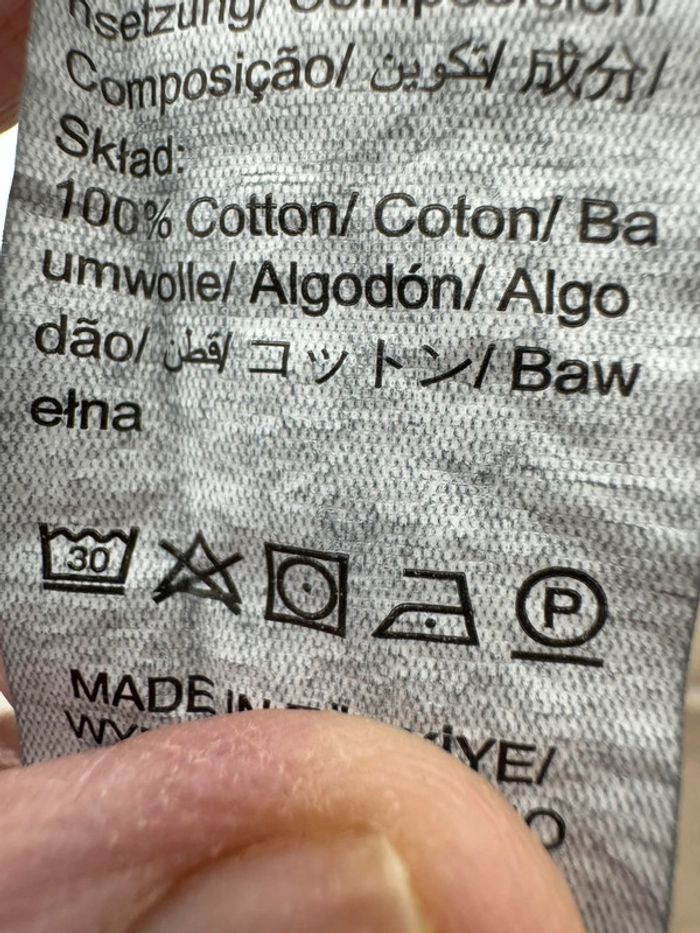 Composição/ تكوين/ 成分/
Skład:
100% Cotton/ Coton/ Ba
umwolle/ Algodón/ Algo
dão/ قطن/ コットン/ Baw
ełna
30
P
MADE